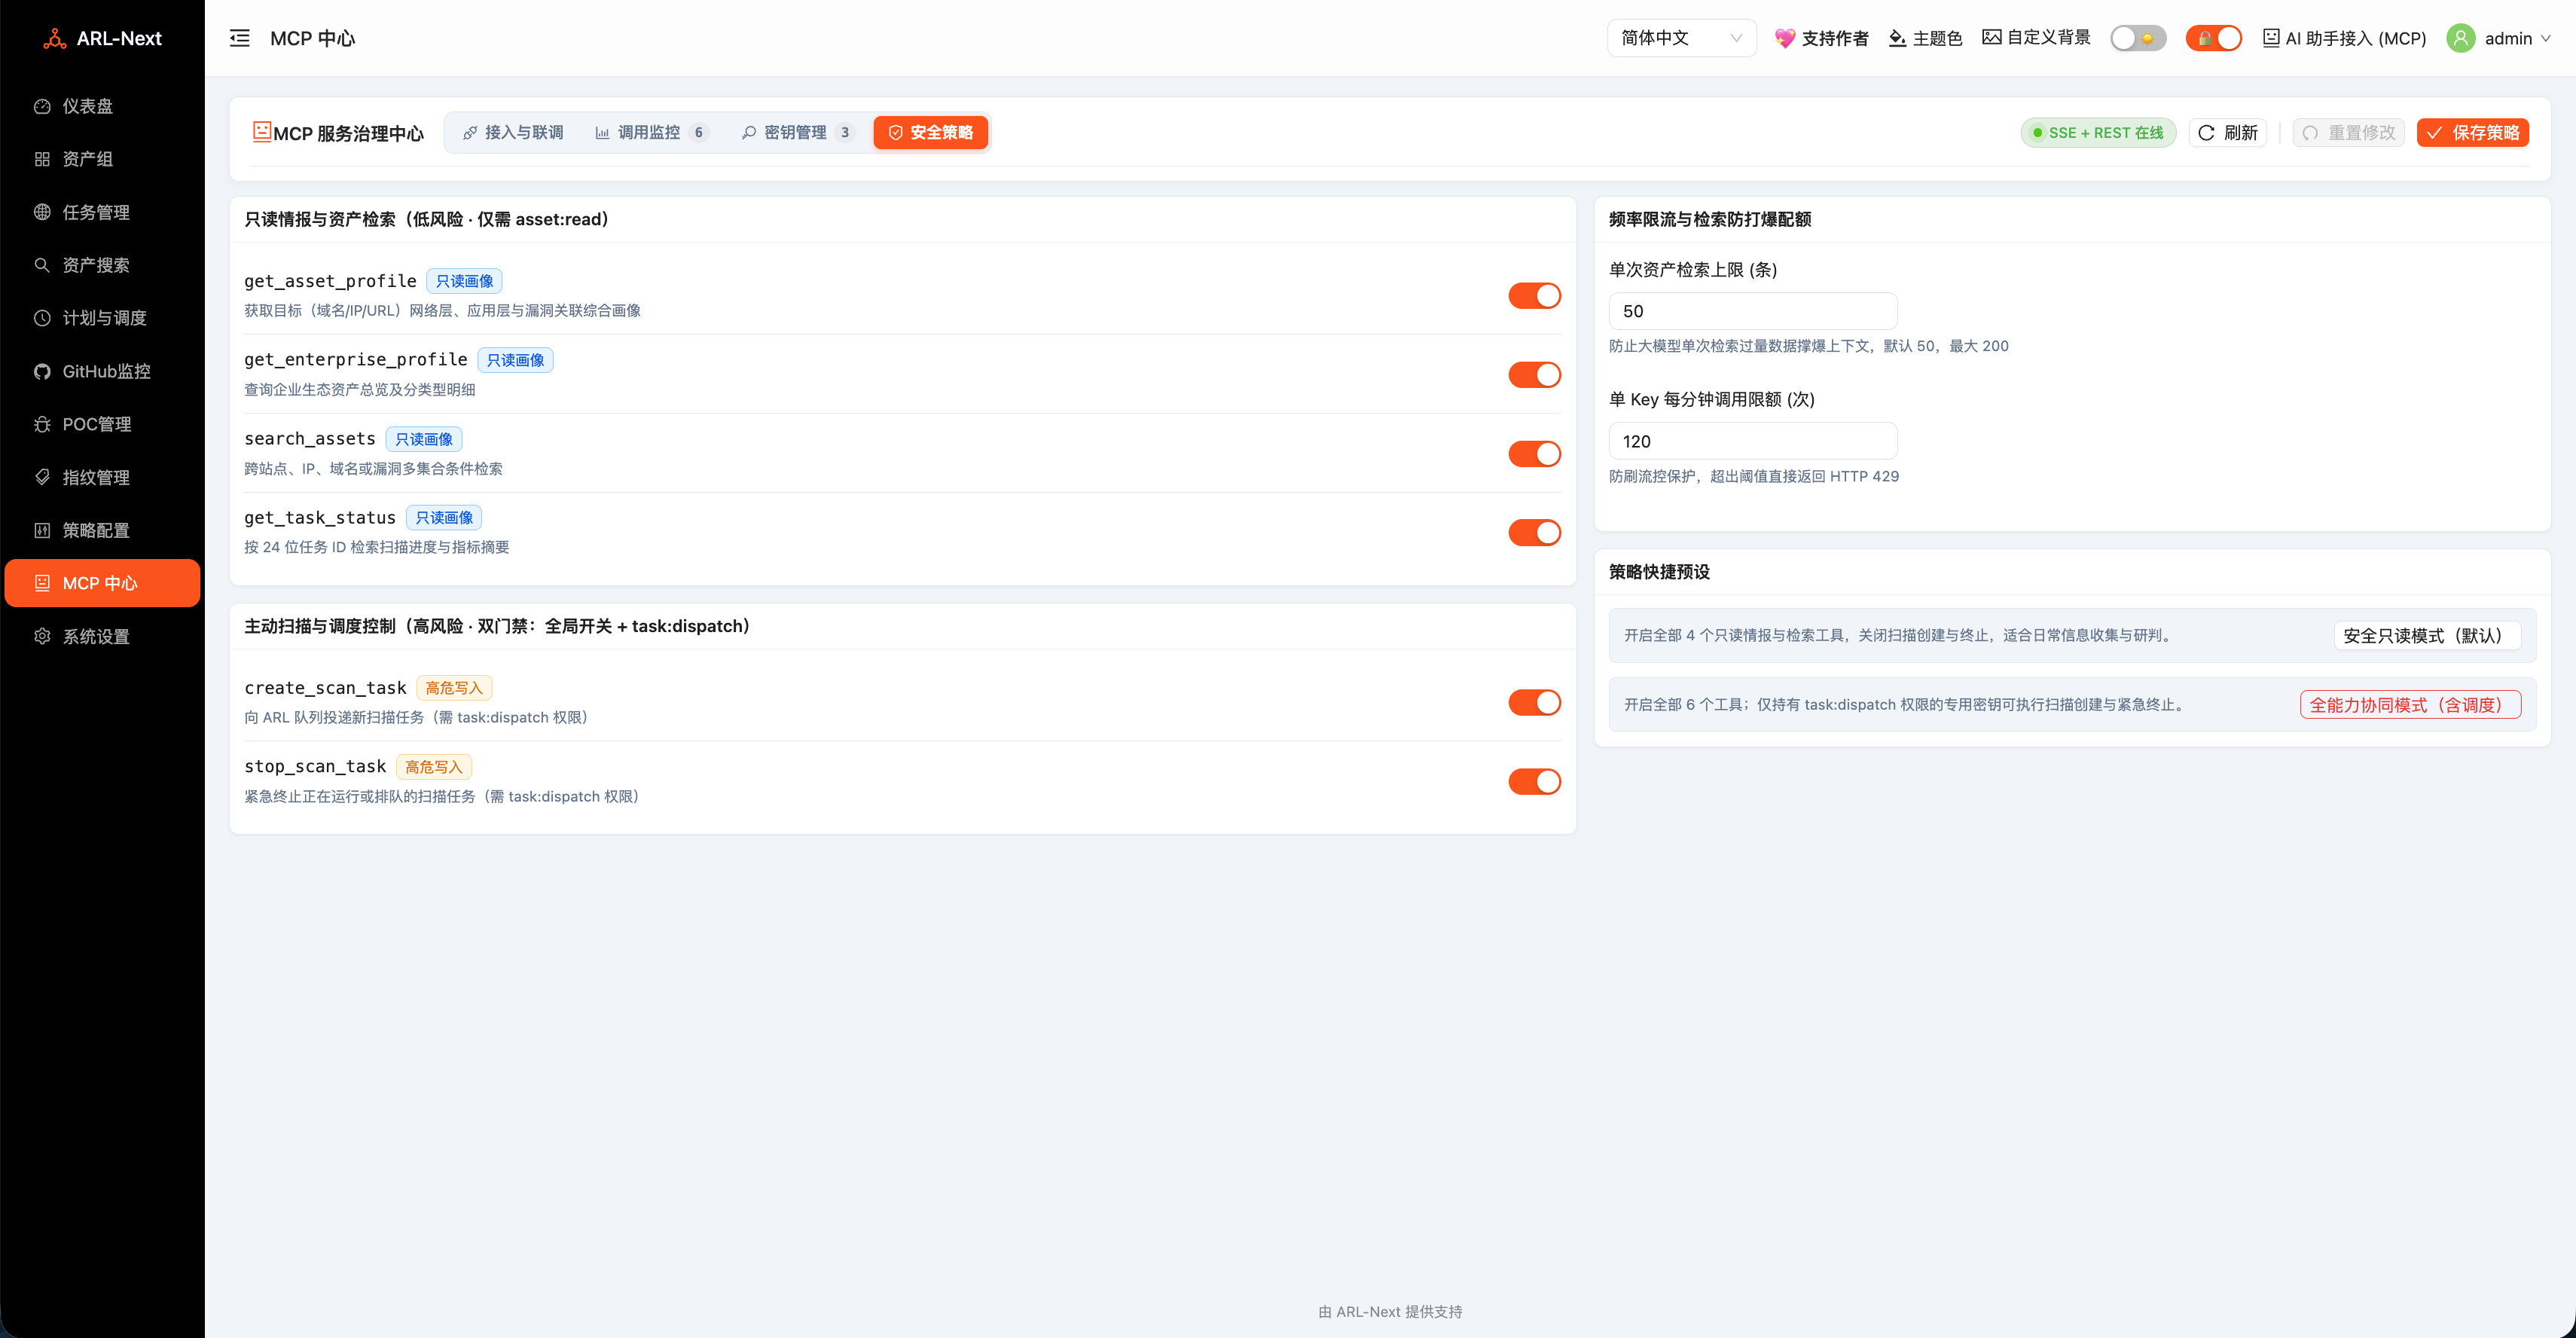 ARL-Next
仪表盘
资产组
任务管理
资产搜索
计划与调度
GitHub监控
POC管理
指纹管理
策略配置
MCP 中心
系统设置
MCP 中心
简体中文
支持作者
主题色
自定义背景
AI 助手接入 (MCP)
admin
MCP 服务治理中心
接入与联调
调用监控 6
密钥管理 3
安全策略
SSE + REST 在线
刷新
重置修改
保存策略
只读情报与资产检索（低风险 · 仅需 asset:read）
get_asset_profile 只读画像
获取目标（域名/IP/URL）网络层、应用层与漏洞关联综合画像
get_enterprise_profile 只读画像
查询企业生态资产总览及分类型明细
search_assets 只读画像
跨站点、IP、域名或漏洞多集合条件检索
get_task_status 只读画像
按 24 位任务 ID 检索扫描进度与指标摘要
主动扫描与调度控制（高风险 · 双门禁：全局开关 + task:dispatch）
create_scan_task 高危写入
向 ARL 队列投递新扫描任务（需 task:dispatch 权限）
stop_scan_task 高危写入
紧急终止正在运行或排队的扫描任务（需 task:dispatch 权限）
频率限流与检索防打爆配额
单次资产检索上限 (条)
50
防止大模型单次检索过量数据撑爆上下文，默认 50，最大 200
单 Key 每分钟调用限额 (次)
120
防刷流控保护，超出阈值直接返回 HTTP 429
策略快捷预设
开启全部 4 个只读情报与检索工具，关闭扫描创建与终止，适合日常信息收集与研判。
安全只读模式（默认）
开启全部 6 个工具；仅持有 task:dispatch 权限的专用密钥可执行扫描创建与紧急终止。
全能力协同模式（含调度）
由 ARL-Next 提供支持